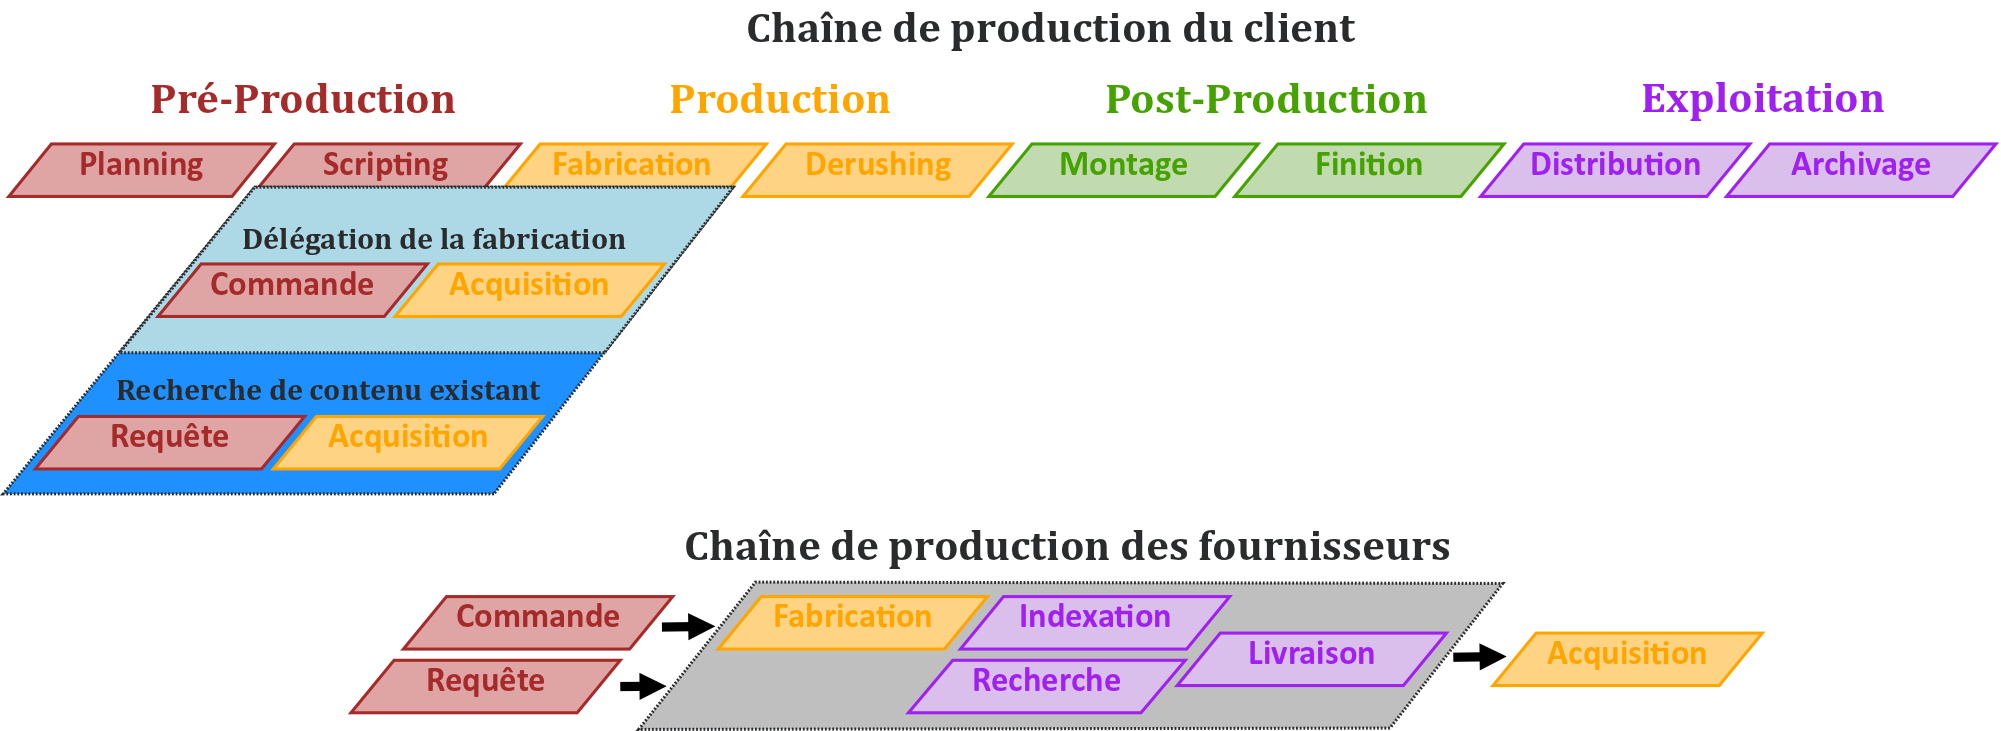 Chaîne de production du client
Pré-Production Production Post-Production Exploitation
Planning Scripting Fabrication Derushing Montage Finition Distribution Archivage
Délégation de la fabrication
Commande Acquisition
Recherche de contenu existant
Requête Acquisition
Chaîne de production des fournisseurs
Commande Fabrication Indexation
Livraison Acquisition
Requête Recherche